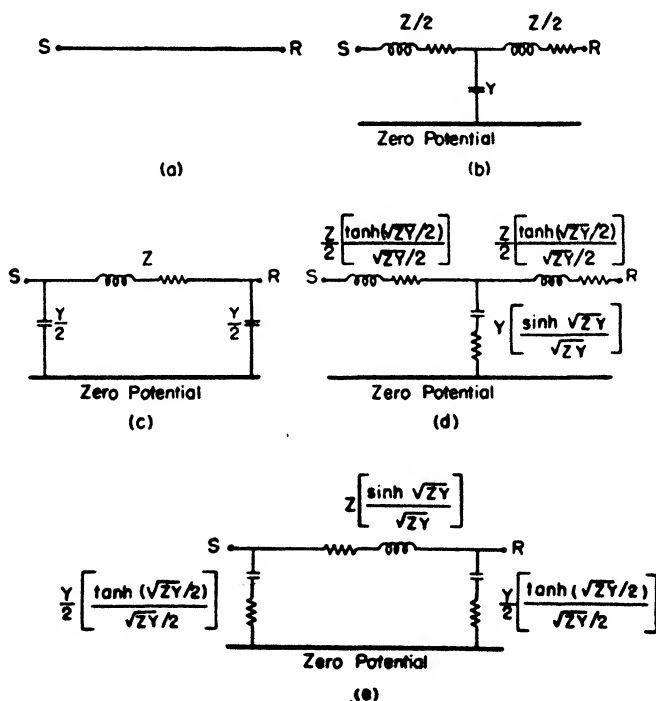 S R
(a)
Z/2 Z/2
S R
Y
Zero Potential
(b)
Z
S R
Y/2 Y/2
Zero Potential
(c)
Z/2 [tanh(√ZY/2) / √ZY/2] Z/2 [tanh(√ZY/2) / √ZY/2]
S R
Y [sinh √ZY / √ZY]
Zero Potential
(d)
Z [sinh √ZY / √ZY]
S R
Y/2 [tanh (√ZY/2) / √ZY/2] Y/2 [tanh (√ZY/2) / √ZY/2]
Zero Potential
(e)